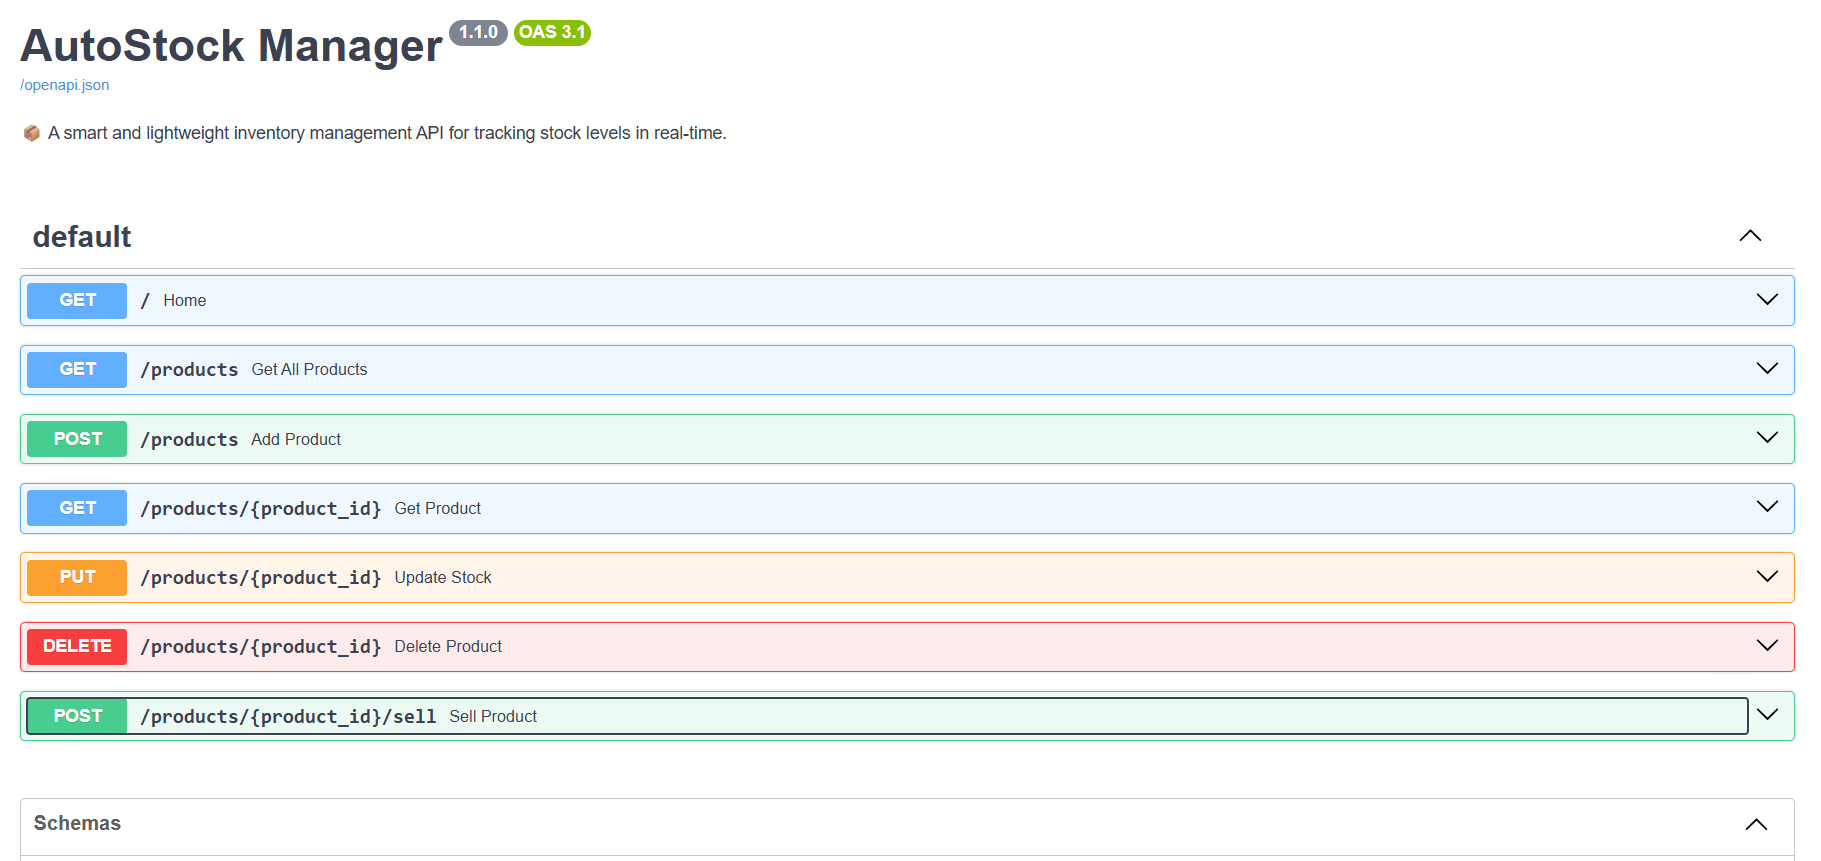 AutoStock Manager 1.1.0 OAS 3.1
/openapi.json
📦 A smart and lightweight inventory management API for tracking stock levels in real-time.
default
GET / Home
GET /products Get All Products
POST /products Add Product
GET /products/{product_id} Get Product
PUT /products/{product_id} Update Stock
DELETE /products/{product_id} Delete Product
POST /products/{product_id}/sell Sell Product
Schemas